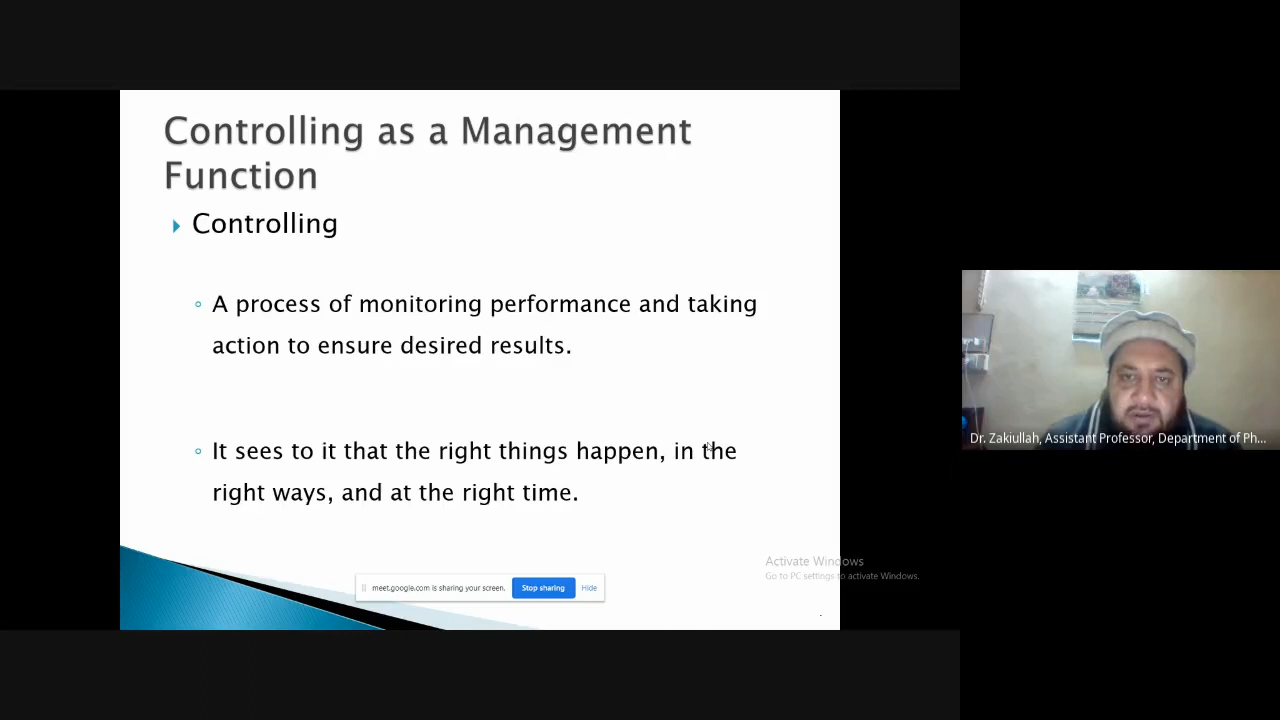 Controlling as a Management
Function
Controlling
A process of monitoring performance and taking
action to ensure desired results.
It sees to it that the right things happen, in the
right ways, and at the right time.
Activate Windows
Go to PC settings to activate Windows.
meet.google.com is sharing your screen. Stop sharing Hide
Dr. Zakiullah, Assistant Professor, Department of Ph...